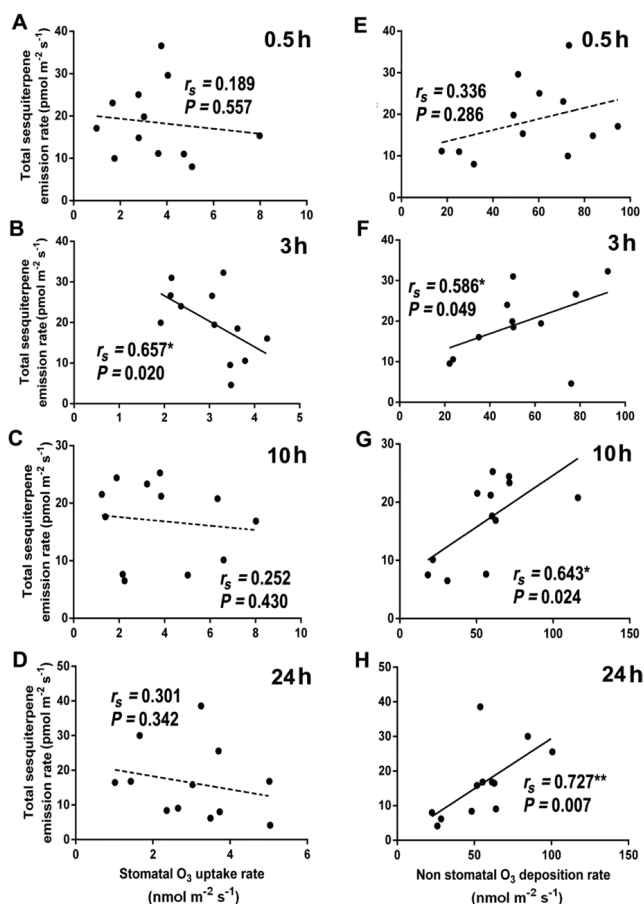 A
0.5 h
r_s = 0.189
P = 0.557
Total sesquiterpene
emission rate (pmol m⁻² s⁻¹)
40
30
20
10
0
0 2 4 6 8 10
E
0.5 h
r_s = 0.336
P = 0.286
40
30
20
10
0
0 20 40 60 80 100
B
3 h
r_s = 0.657*
P = 0.020
Total sesquiterpene
emission rate (pmol m⁻² s⁻¹)
40
30
20
10
0
0 1 2 3 4 5
F
3 h
r_s = 0.586*
P = 0.049
40
30
20
10
0
0 20 40 60 80 100
C
10 h
r_s = 0.252
P = 0.430
Total sesquiterpene
emission rate (pmol m⁻² s⁻¹)
30
20
10
0
0 2 4 6 8 10
G
10 h
r_s = 0.643*
P = 0.024
30
20
10
0
0 50 100 150
D
24 h
r_s = 0.301
P = 0.342
Total sesquiterpene
emission rate (pmol m⁻² s⁻¹)
50
40
30
20
10
0
0 2 4 6
Stomatal O₃ uptake rate
(nmol m⁻² s⁻¹)
H
24 h
r_s = 0.727**
P = 0.007
50
40
30
20
10
0
0 50 100 150
Non stomatal O₃ deposition rate
(nmol m⁻² s⁻¹)